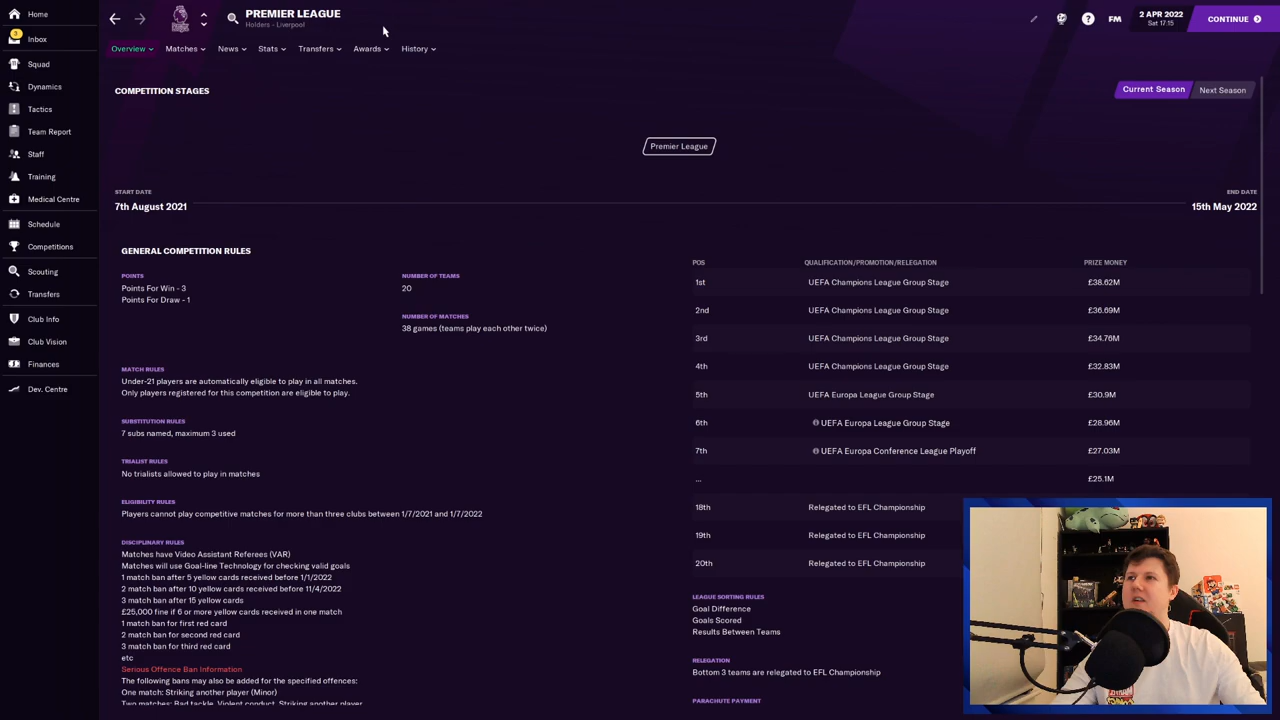 Home
3
Inbox
Squad
Dynamics
Tactics
Team Report
Staff
Training
Medical Centre
Schedule
Competitions
Scouting
Transfers
Club Info
Club Vision
Finances
Dev. Centre
PREMIER LEAGUE
Holders - Liverpool
?
FM
2 APR 2022
Sat 17:15
CONTINUE
Overview
Matches
News
Stats
Transfers
Awards
History
COMPETITION STAGES
Current Season
Next Season
Premier League
START DATE
7th August 2021
END DATE
15th May 2022
GENERAL COMPETITION RULES
POINTS
Points For Win - 3
Points For Draw - 1
NUMBER OF TEAMS
20
NUMBER OF MATCHES
38 games (teams play each other twice)
MATCH RULES
Under-21 players are automatically eligible to play in all matches.
Only players registered for this competition are eligible to play.
SUBSTITUTION RULES
7 subs named, maximum 3 used
TRIALIST RULES
No trialists allowed to play in matches
ELIGIBILITY RULES
Players cannot play competitive matches for more than three clubs between 1/7/2021 and 1/7/2022
DISCIPLINARY RULES
Matches have Video Assistant Referees (VAR)
Matches will use Goal-line Technology for checking valid goals
1 match ban after 5 yellow cards received before 1/1/2022
2 match ban after 10 yellow cards received before 11/4/2022
3 match ban after 15 yellow cards
£25,000 fine if 6 or more yellow cards received in one match
1 match ban for first red card
2 match ban for second red card
3 match ban for third red card
etc
Serious Offence Ban Information
The following bans may also be added for the specified offences:
One match: Striking another player (Minor)
Two matches: Bad tackle, Violent conduct, Striking another player
POS QUALIFICATION/PROMOTION/RELEGATION PRIZE MONEY
1st UEFA Champions League Group Stage £38.62M
2nd UEFA Champions League Group Stage £36.69M
3rd UEFA Champions League Group Stage £34.76M
4th UEFA Champions League Group Stage £32.83M
5th UEFA Europa League Group Stage £30.9M
6th UEFA Europa League Group Stage £28.96M
7th UEFA Europa Conference League Playoff £27.03M
... £25.1M
18th Relegated to EFL Championship
19th Relegated to EFL Championship
20th Relegated to EFL Championship
LEAGUE SORTING RULES
Goal Difference
Goals Scored
Results Between Teams
RELEGATION
Bottom 3 teams are relegated to EFL Championship
PARACHUTE PAYMENT